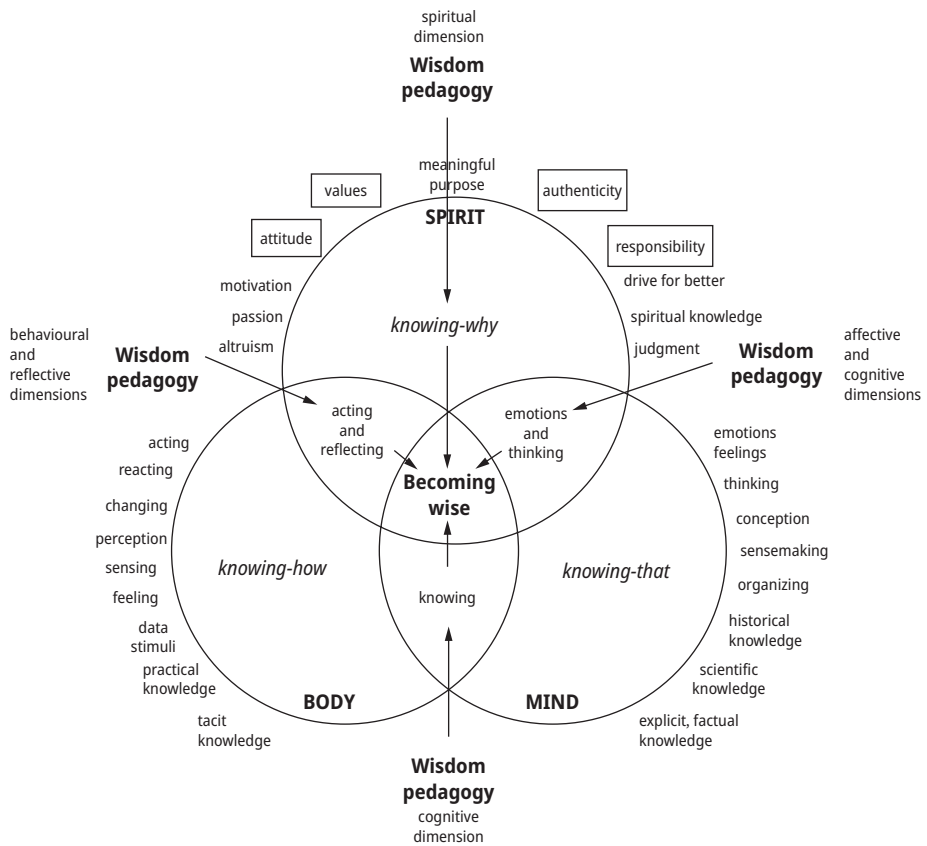 spiritual
dimension
Wisdom
pedagogy
meaningful
purpose
values
authenticity
SPIRIT
attitude
responsibility
motivation
drive for better
passion
knowing-why
spiritual knowledge
altruism
judgment
behavioural
and
reflective
dimensions
Wisdom
pedagogy
Wisdom
pedagogy
affective
and
cognitive
dimensions
acting
and
reflecting
emotions
and
thinking
acting
reacting
changing
perception
sensing
feeling
data
stimuli
practical
knowledge
tacit
knowledge
Becoming
wise
emotions
feelings
thinking
conception
sensemaking
organizing
historical
knowledge
scientific
knowledge
explicit, factual
knowledge
knowing-how
knowing-that
knowing
BODY
MIND
Wisdom
pedagogy
cognitive
dimension